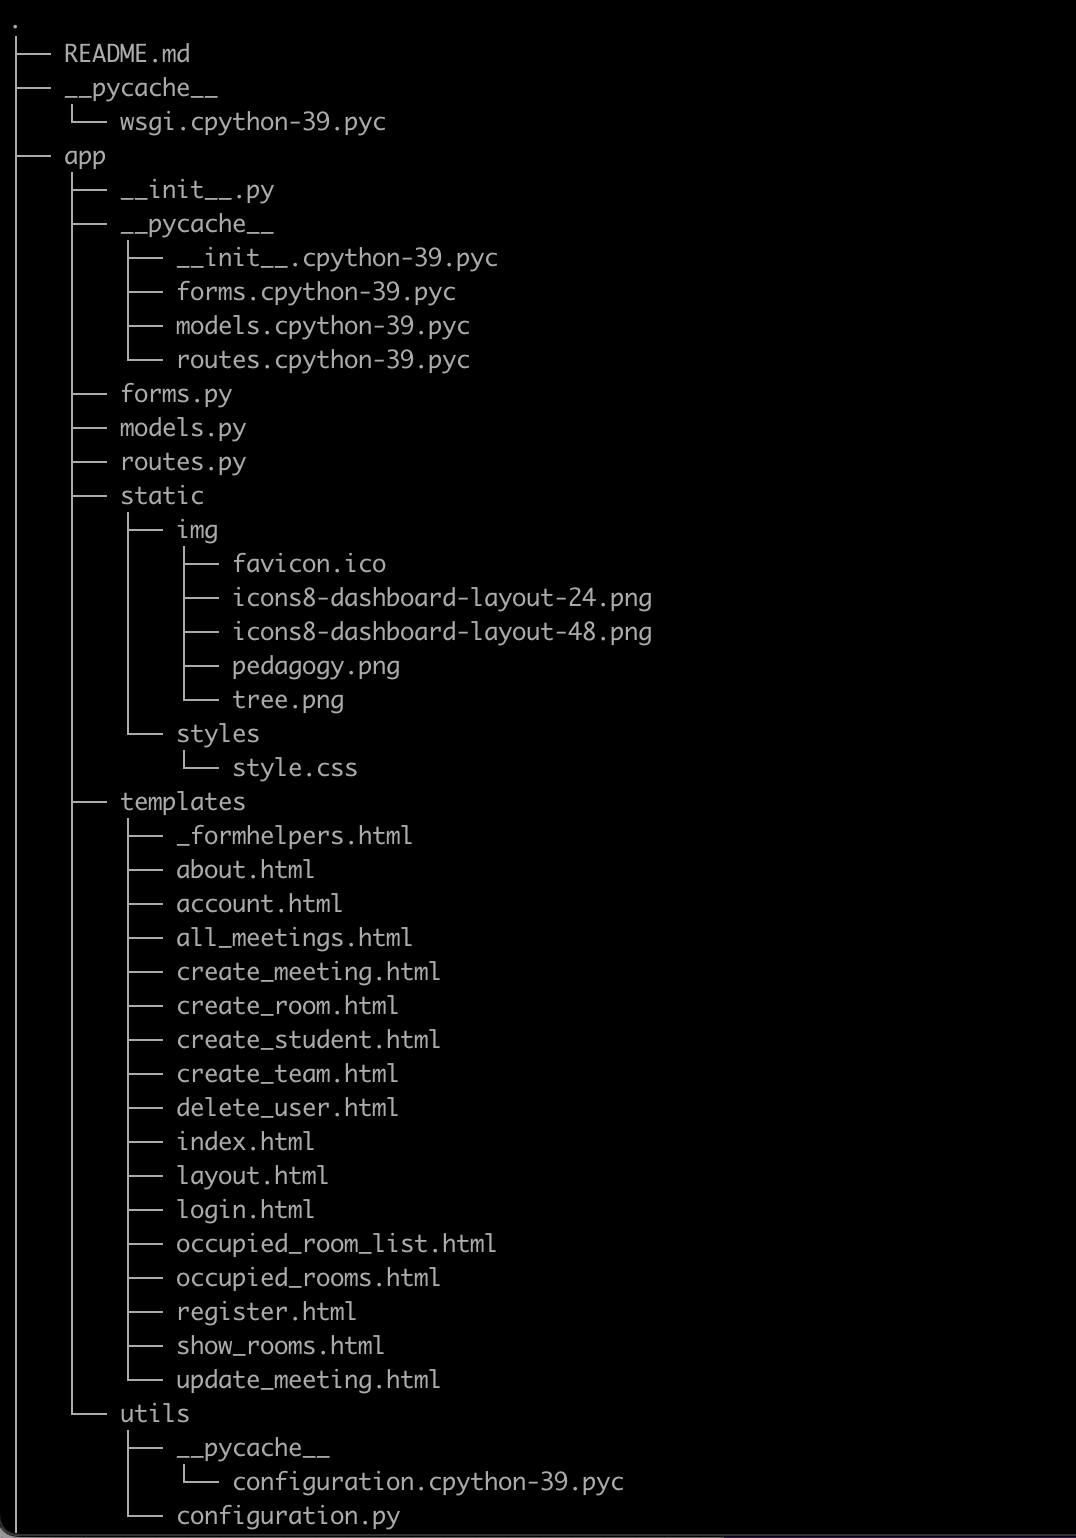 .
├── README.md
├── __pycache__
│   └── wsgi.cpython-39.pyc
├── app
│   ├── __init__.py
│   ├── __pycache__
│   │   ├── __init__.cpython-39.pyc
│   │   ├── forms.cpython-39.pyc
│   │   ├── models.cpython-39.pyc
│   │   └── routes.cpython-39.pyc
│   ├── forms.py
│   ├── models.py
│   ├── routes.py
│   ├── static
│   │   ├── img
│   │   │   ├── favicon.ico
│   │   │   ├── icons8-dashboard-layout-24.png
│   │   │   ├── icons8-dashboard-layout-48.png
│   │   │   ├── pedagogy.png
│   │   │   └── tree.png
│   │   └── styles
│   │       └── style.css
│   ├── templates
│   │   ├── _formhelpers.html
│   │   ├── about.html
│   │   ├── account.html
│   │   ├── all_meetings.html
│   │   ├── create_meeting.html
│   │   ├── create_room.html
│   │   ├── create_student.html
│   │   ├── create_team.html
│   │   ├── delete_user.html
│   │   ├── index.html
│   │   ├── layout.html
│   │   ├── login.html
│   │   ├── occupied_room_list.html
│   │   ├── occupied_rooms.html
│   │   ├── register.html
│   │   ├── show_rooms.html
│   │   └── update_meeting.html
│   └── utils
│       ├── __pycache__
│       │   └── configuration.cpython-39.pyc
│       └── configuration.py